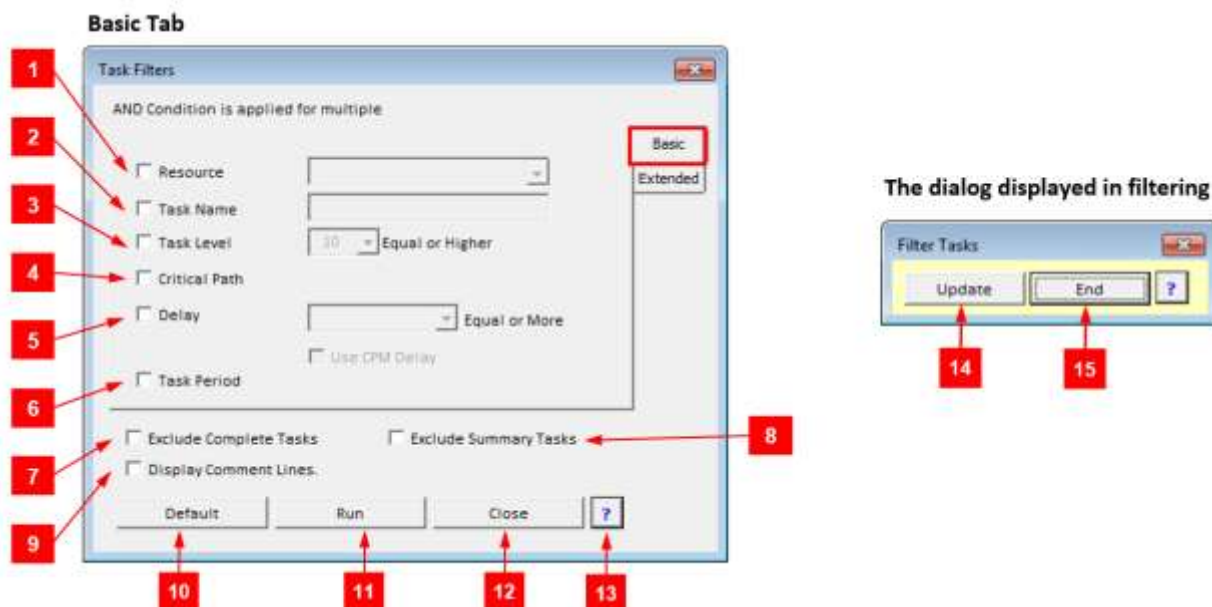 Basic Tab
1
Task Filters
AND Condition is applied for multiple
2
Basic
Resource
Extended
The dialog displayed in filtering
3
Task Name
Task Level 10 Equal or Higher
Filter Tasks
4
Critical Path
Update End ?
Delay Equal or More
5
Use CPM Delay
14 15
Task Period
6
Exclude Complete Tasks Exclude Summary Tasks
8
7
Display Comment Lines.
Default Run Close ?
9
10 11 12 13